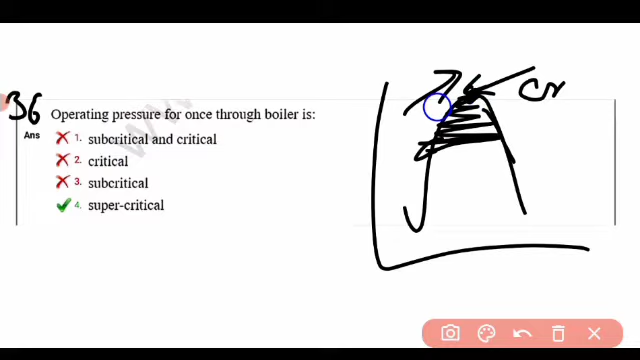 36 Operating pressure for once through boiler is:
Ans
1. subcritical and critical
2. critical
3. subcritical
4. super-critical